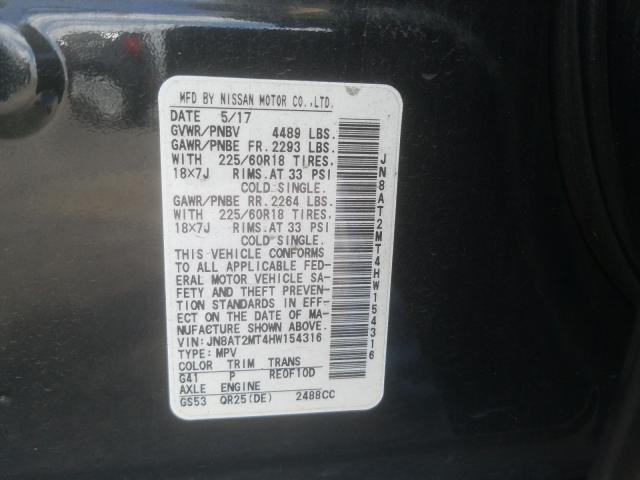 MFD BY NISSAN MOTOR CO.,LTD.
DATE 5/17
GVWR/PNBV 4489 LBS.
GAWR/PNBE FR. 2293 LBS.
WITH 225/60R18 TIRES.
18×7J RIMS.AT 33 PSI
COLD SINGLE.
GAWR/PNBE RR. 2264 LBS.
WITH 225/60R18 TIRES.
18×7J RIMS.AT 33 PSI
COLD SINGLE.
THIS VEHICLE CONFORMS
TO ALL APPLICABLE FED-
ERAL MOTOR VEHICLE SA-
FETY AND THEFT PREVEN-
TION STANDARDS IN EFF-
ECT ON THE DATE OF MA-
NUFACTURE SHOWN ABOVE.
VIN:JN8AT2MT4HW154316
TYPE:MPV
COLOR TRIM TRANS
G41 P RE0F10D
AXLE ENGINE
GS53 QR25(DE) 2488CC
JN8AT2MT4HW154316